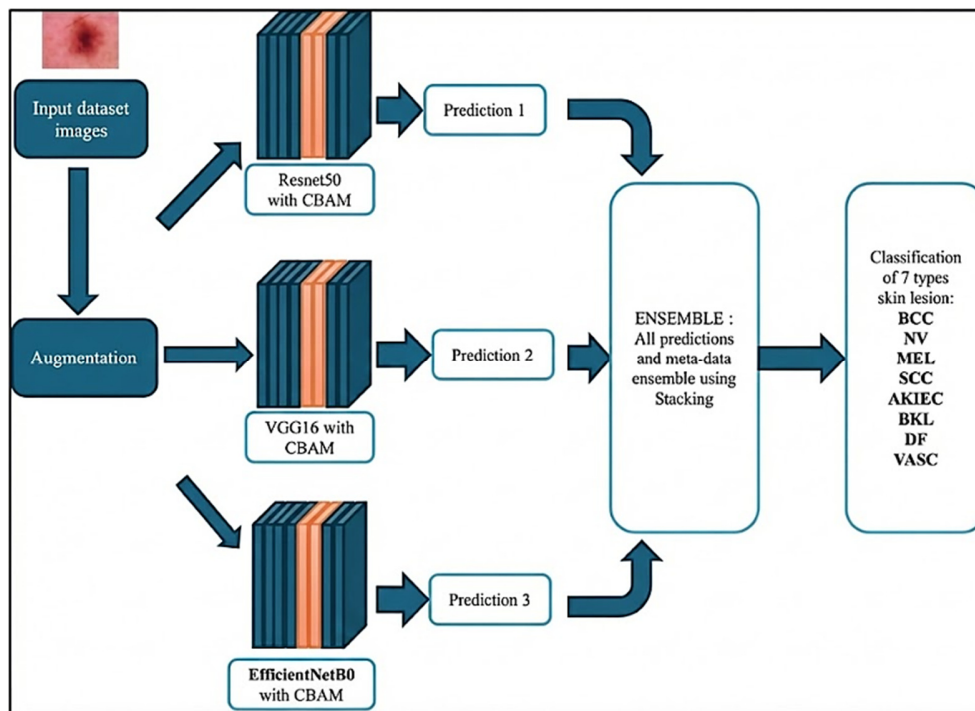 Input dataset
images
Augmentation
Resnet50
with CBAM
Prediction 1
VGG16 with
CBAM
Prediction 2
EfficientNetB0
with CBAM
Prediction 3
ENSEMBLE :
All predictions
and meta-data
ensemble using
Stacking
Classification
of 7 types
skin lesion:
BCC
NV
MEL
SCC
AKIEC
BKL
DF
VASC